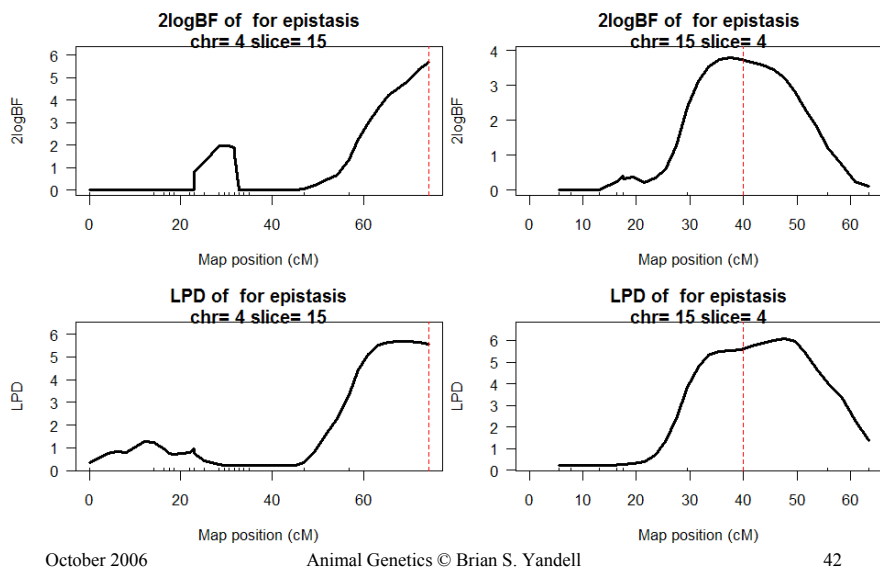 2logBF of  for epistasis
chr= 4 slice= 15
2logBF
6
5
4
3
2
1
0
0 20 40 60
Map position (cM)
2logBF of  for epistasis
chr= 15 slice= 4
2logBF
4
3
2
1
0
0 10 20 30 40 50 60
Map position (cM)
LPD of  for epistasis
chr= 4 slice= 15
LPD
6
5
4
3
2
1
0
0 20 40 60
Map position (cM)
LPD of  for epistasis
chr= 15 slice= 4
LPD
6
5
4
3
2
1
0
0 10 20 30 40 50 60
Map position (cM)
October 2006 Animal Genetics © Brian S. Yandell 42